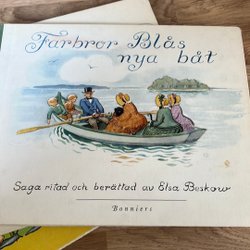 Farbror Blås
nya båt
Saga ritad och berättad av Elsa Beskow
Bonniers